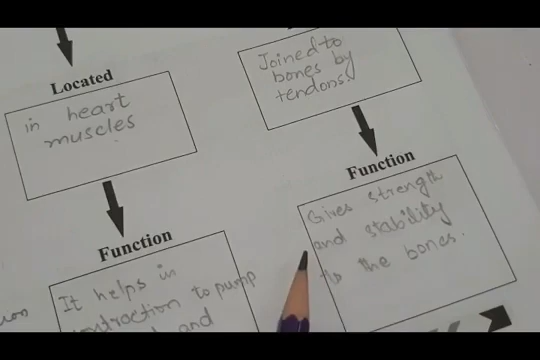 Located
in heart
muscles
Function
It helps in
contraction to pump
and
Joined to
bones by
tendons.
Function
Gives strength
and stability
to the bones.